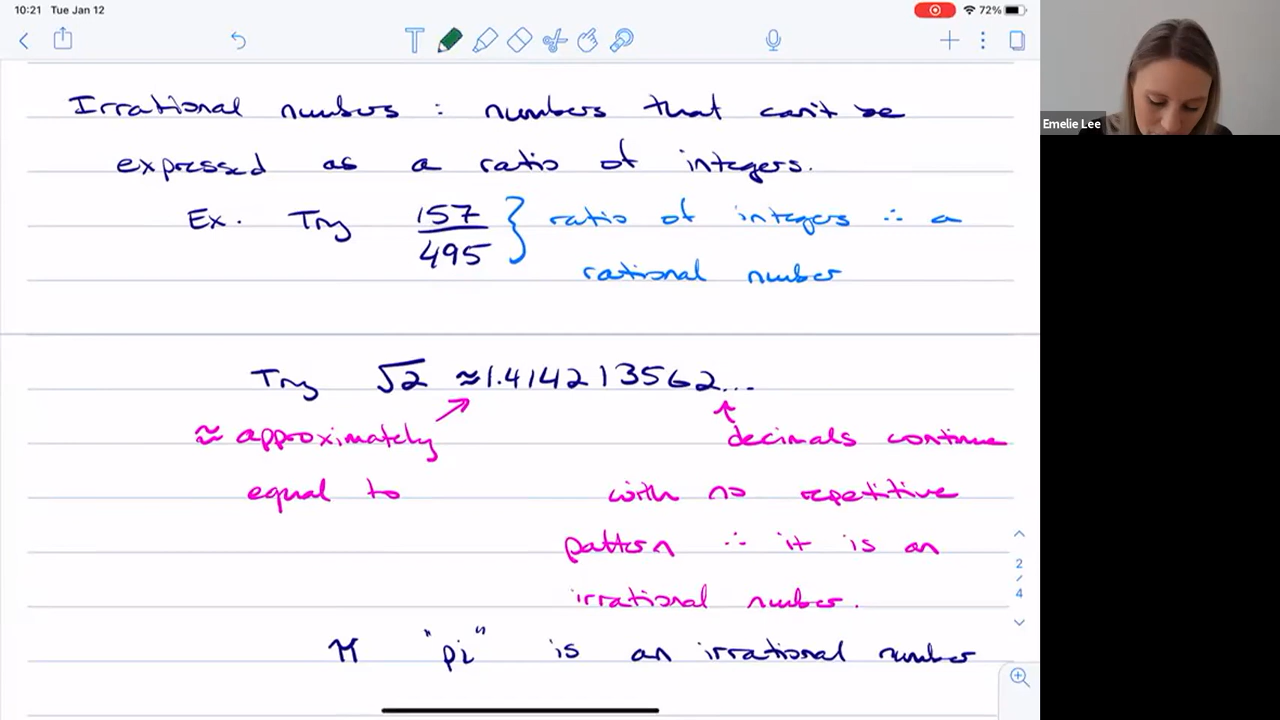 10:21 Tue Jan 12
72%
Irrational numbers : numbers that can't be
expressed as a ratio of integers.
Ex. Try 157/495 } ratio of integers ∴ a
rational number
Try √2 ≈ 1.414213562...
≈ approximately
equal to
decimals continue
with no repetitive
pattern ∴ it is an
irrational number.
π "pi" is an irrational number
2/4
Emelie Lee